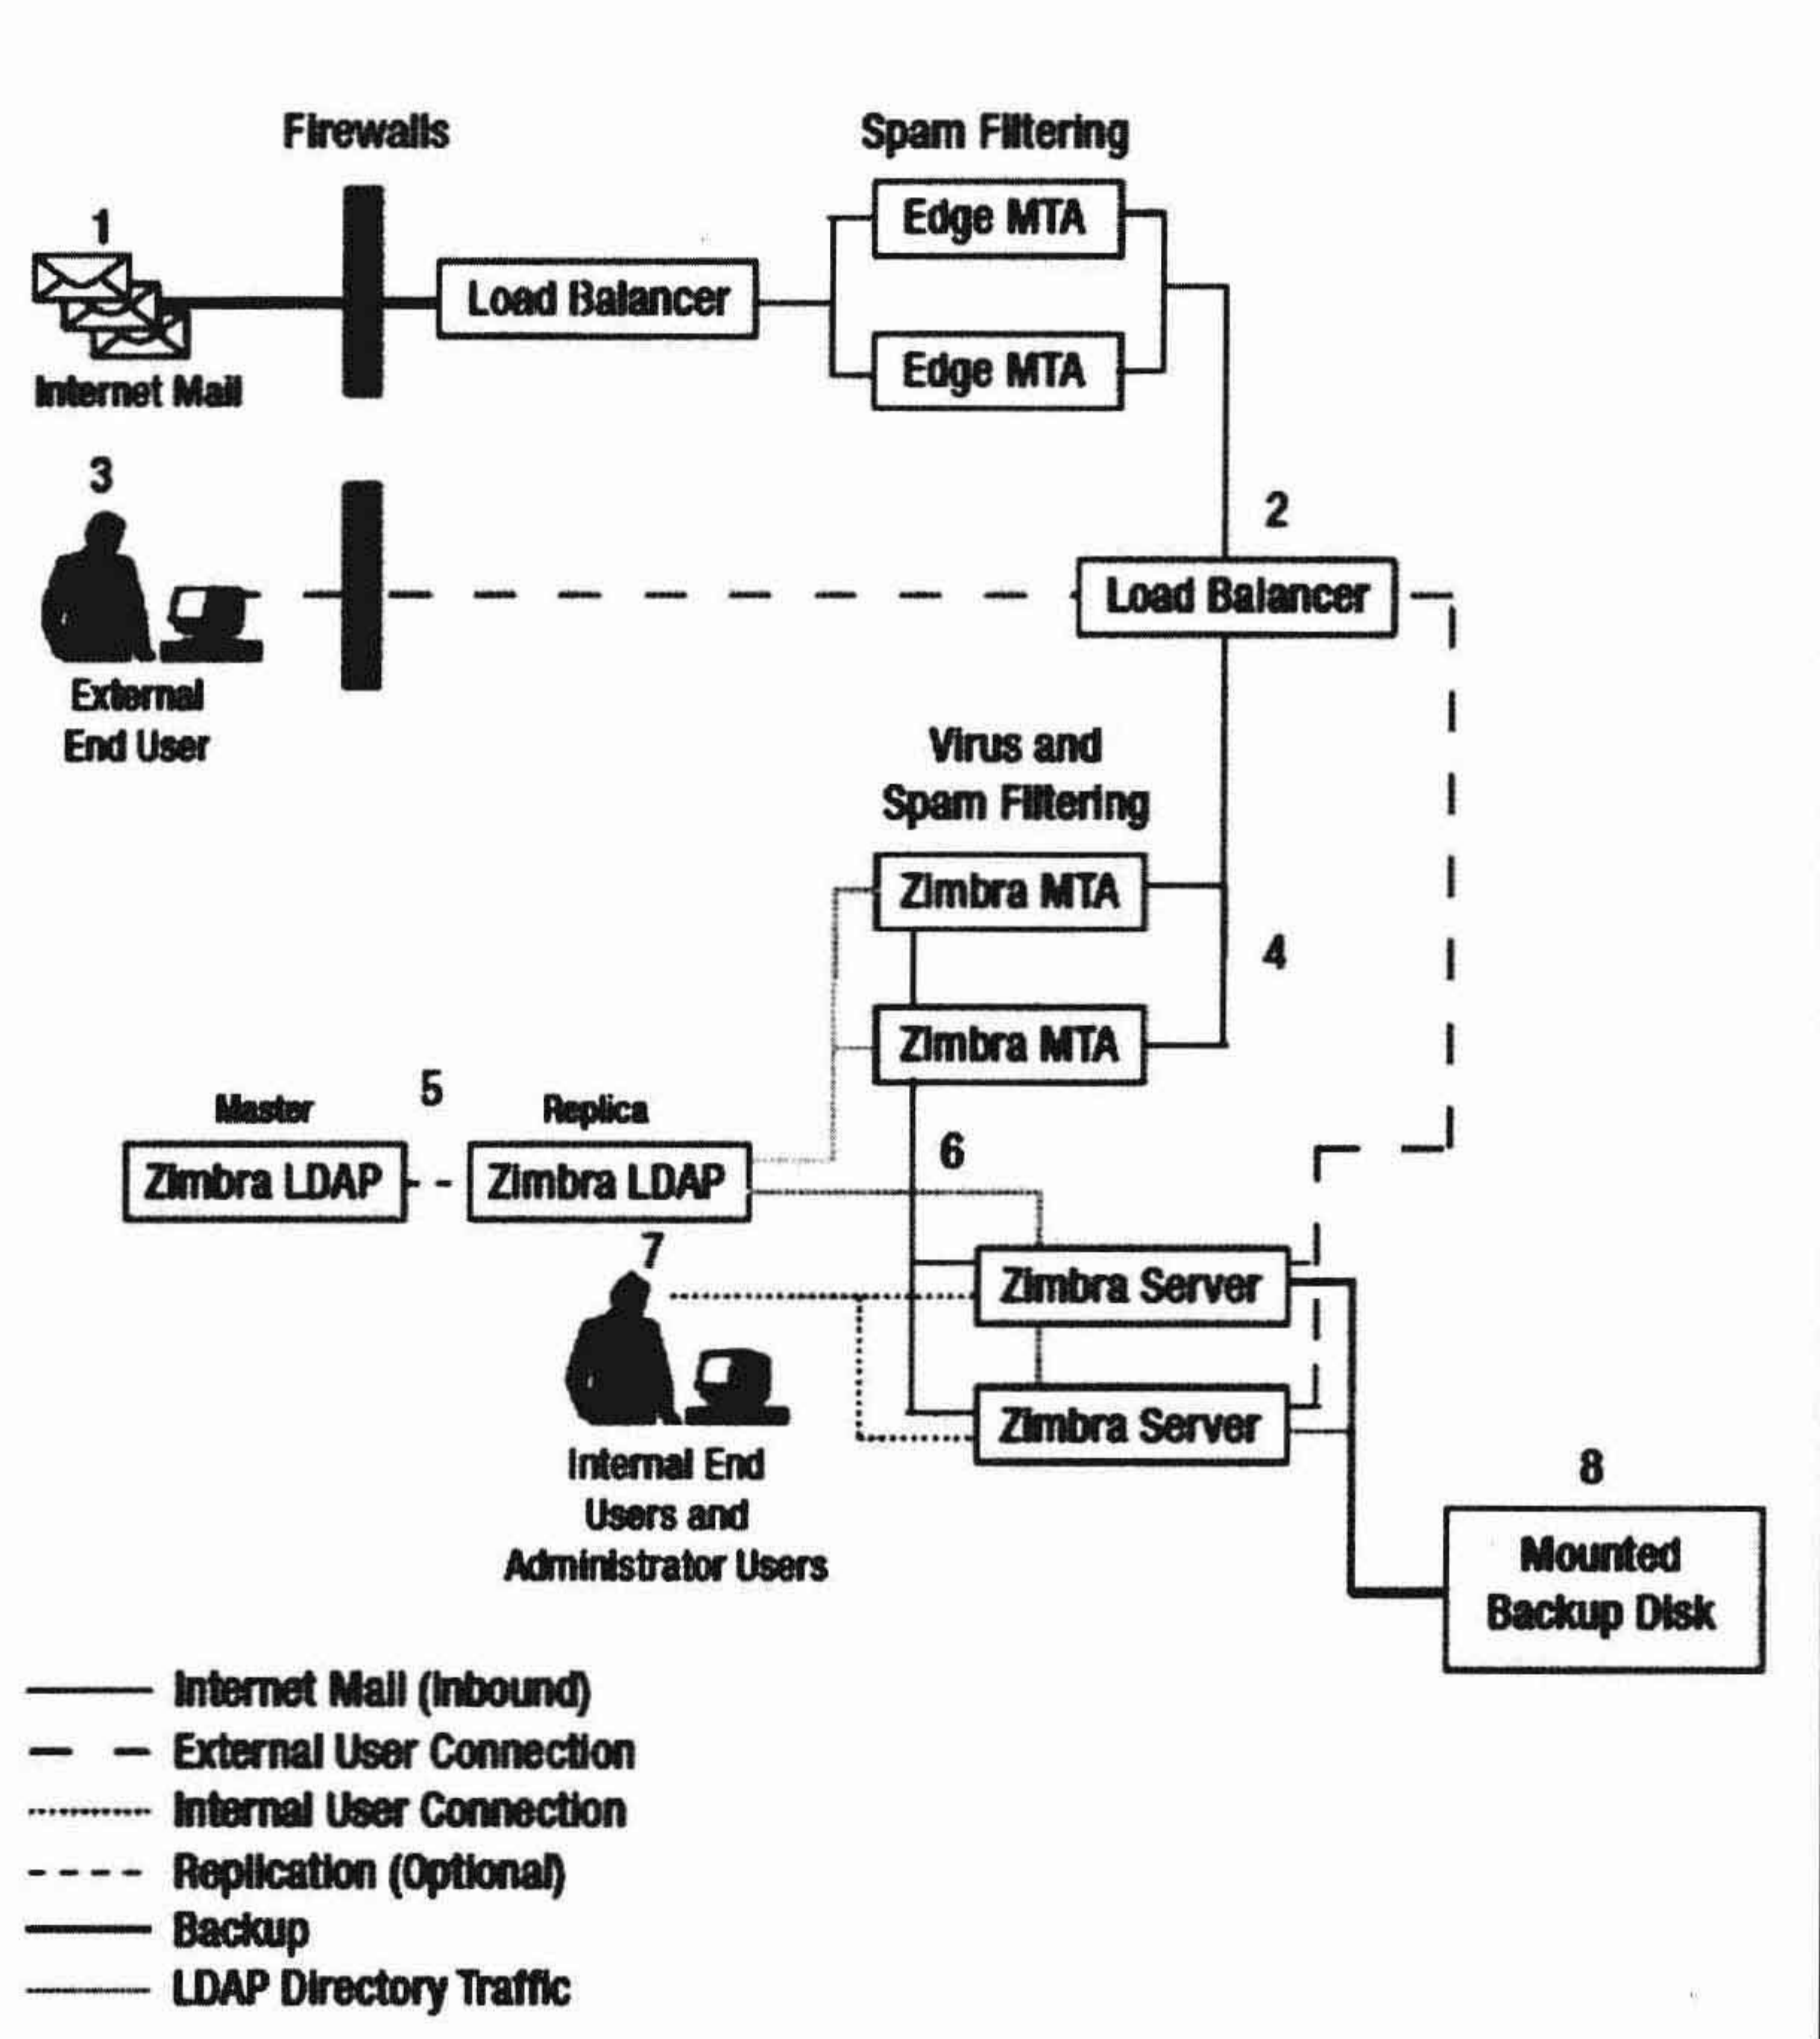 Firewalls
Spam Filtering
1
Edge MTA
Load Balancer
Edge MTA
Internet Mail
3
2
Load Balancer
External
End User
Virus and
Spam Filtering
Zimbra MTA
4
Zimbra MTA
5
Master
Replica
6
Zimbra LDAP
Zimbra LDAP
7
Zimbra Server
Zimbra Server
Internal End
Users and
Administrator Users
8
Mounted
Backup Disk
Internet Mail (Inbound)
External User Connection
Internal User Connection
Replication (Optional)
Backup
LDAP Directory Traffic